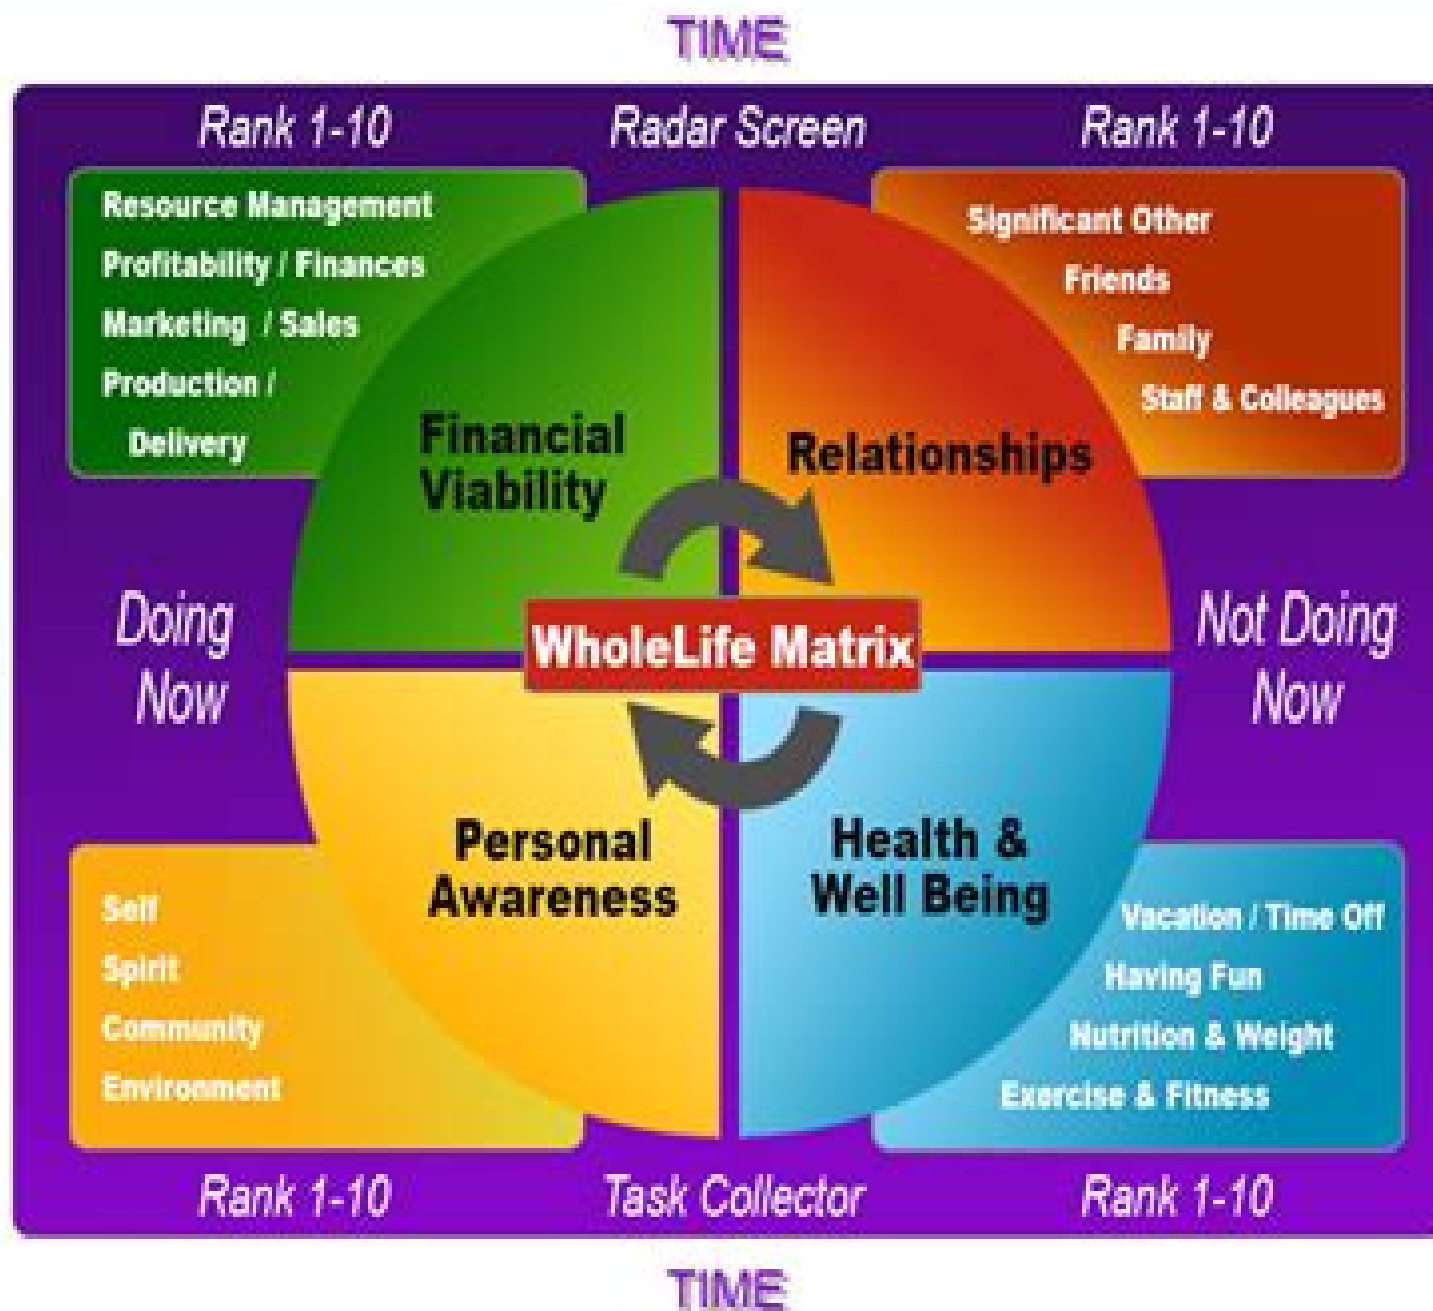 TIME
Rank 1-10
Radar Screen
Rank 1-10
Resource Management
Profitability / Finances
Marketing / Sales
Production /
Delivery
Significant Other
Friends
Family
Staff & Colleagues
Financial
Viability
Relationships
Doing
Now
WholeLife Matrix
Not Doing
Now
Personal
Awareness
Health &
Well Being
Self
Spirit
Community
Environment
Vacation / Time Off
Having Fun
Nutrition & Weight
Exercise & Fitness
Rank 1-10
Task Collector
Rank 1-10
TIME